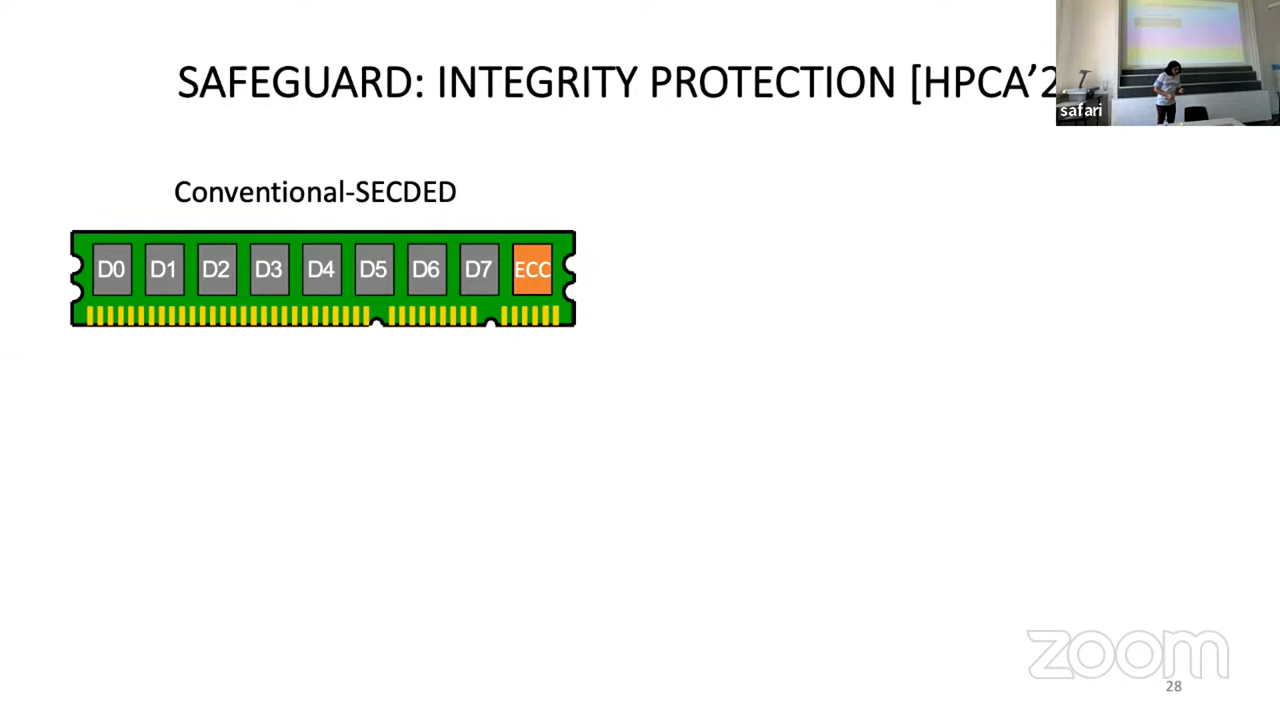 SAFEGUARD: INTEGRITY PROTECTION [HPCA’2
safari
Conventional-SECDED
D0 D1 D2 D3 D4 D5 D6 D7 ECC
zoom
28